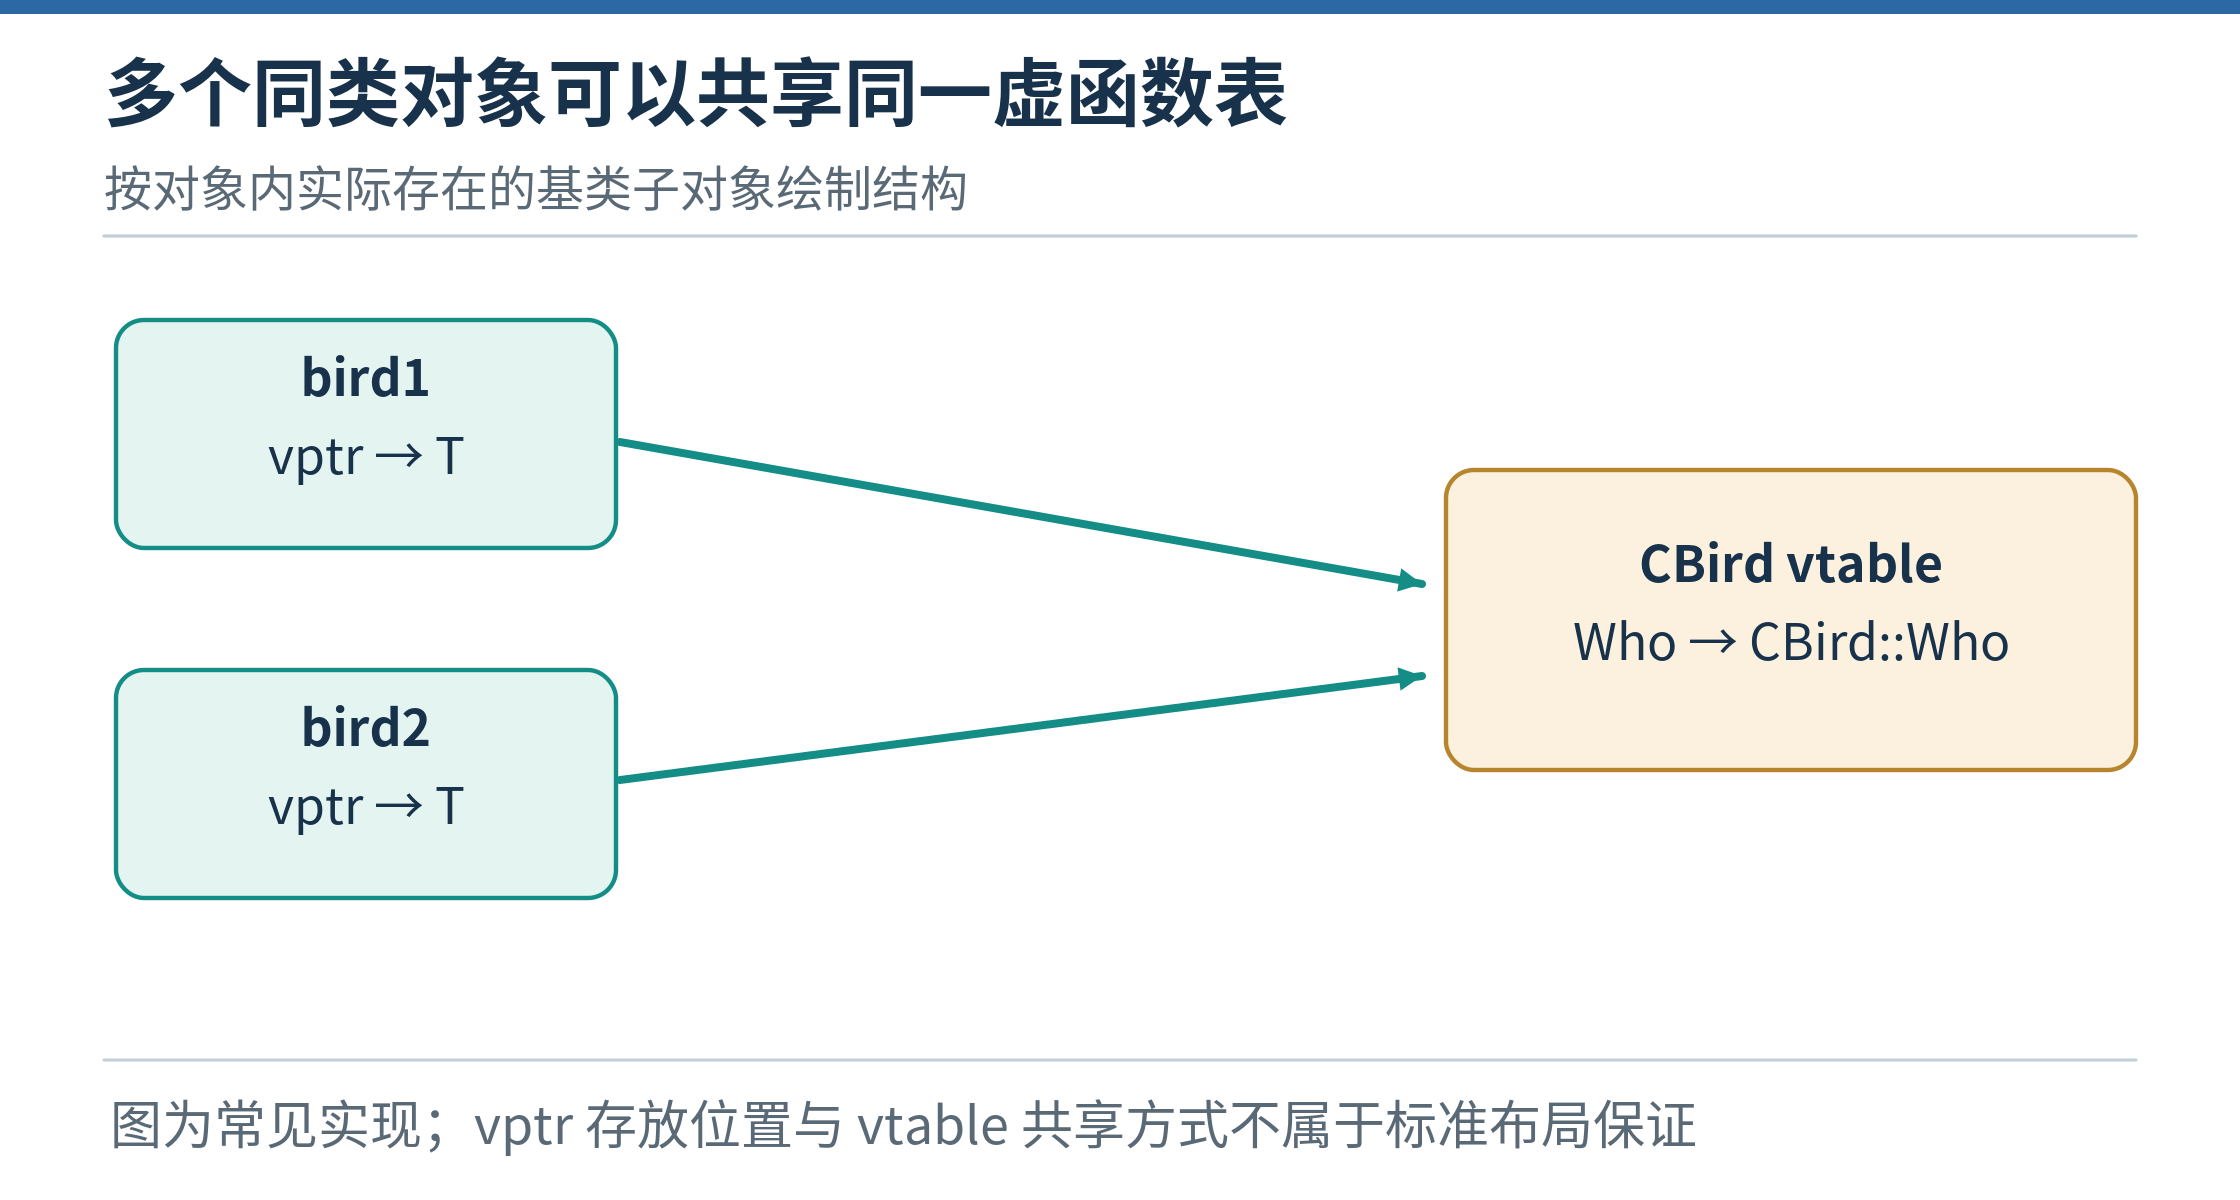 多个同类对象可以共享同一虚函数表
按对象内实际存在的基类子对象绘制结构
bird1
vptr → T
bird2
vptr → T
CBird vtable
Who → CBird::Who
图为常见实现；vptr 存放位置与 vtable 共享方式不属于标准布局保证